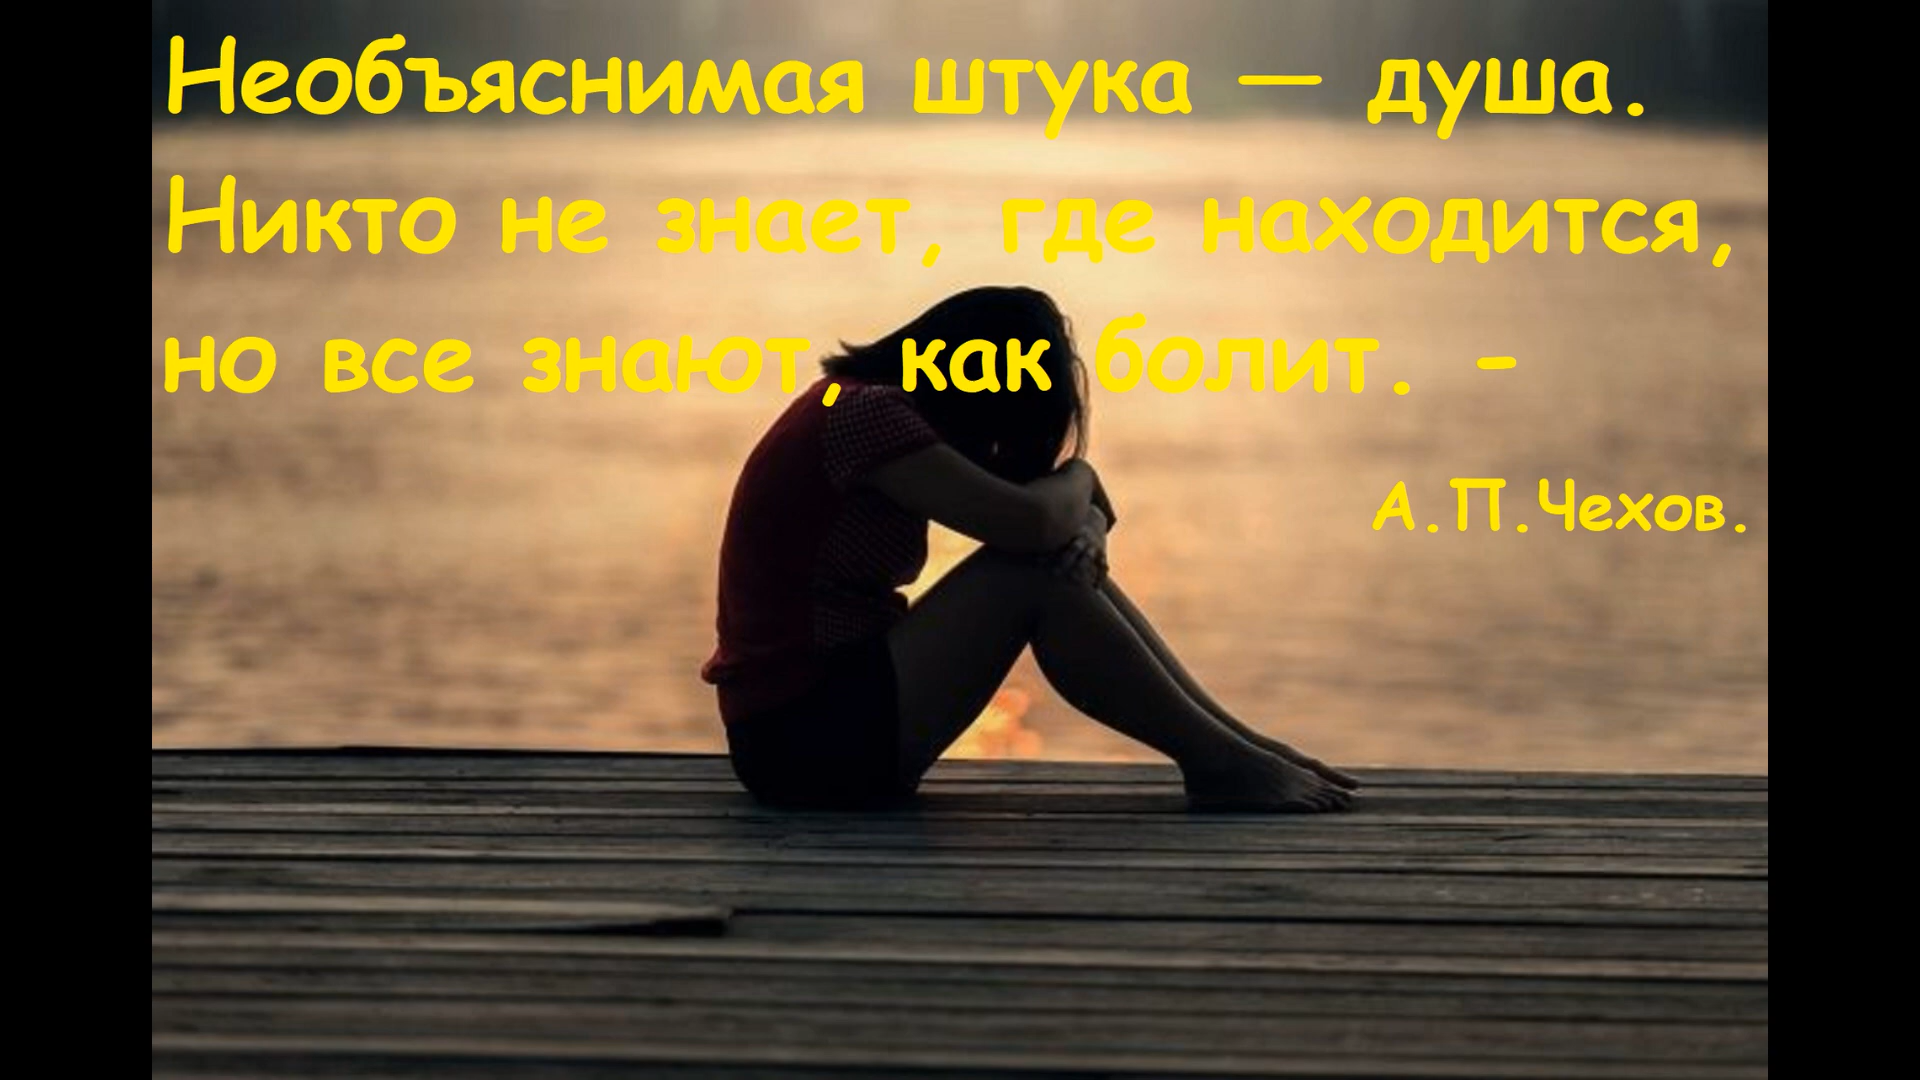 Необъяснимая штука — душа.
Никто не знает, где находится,
но все знают, как болит. -
А.П.Чехов.